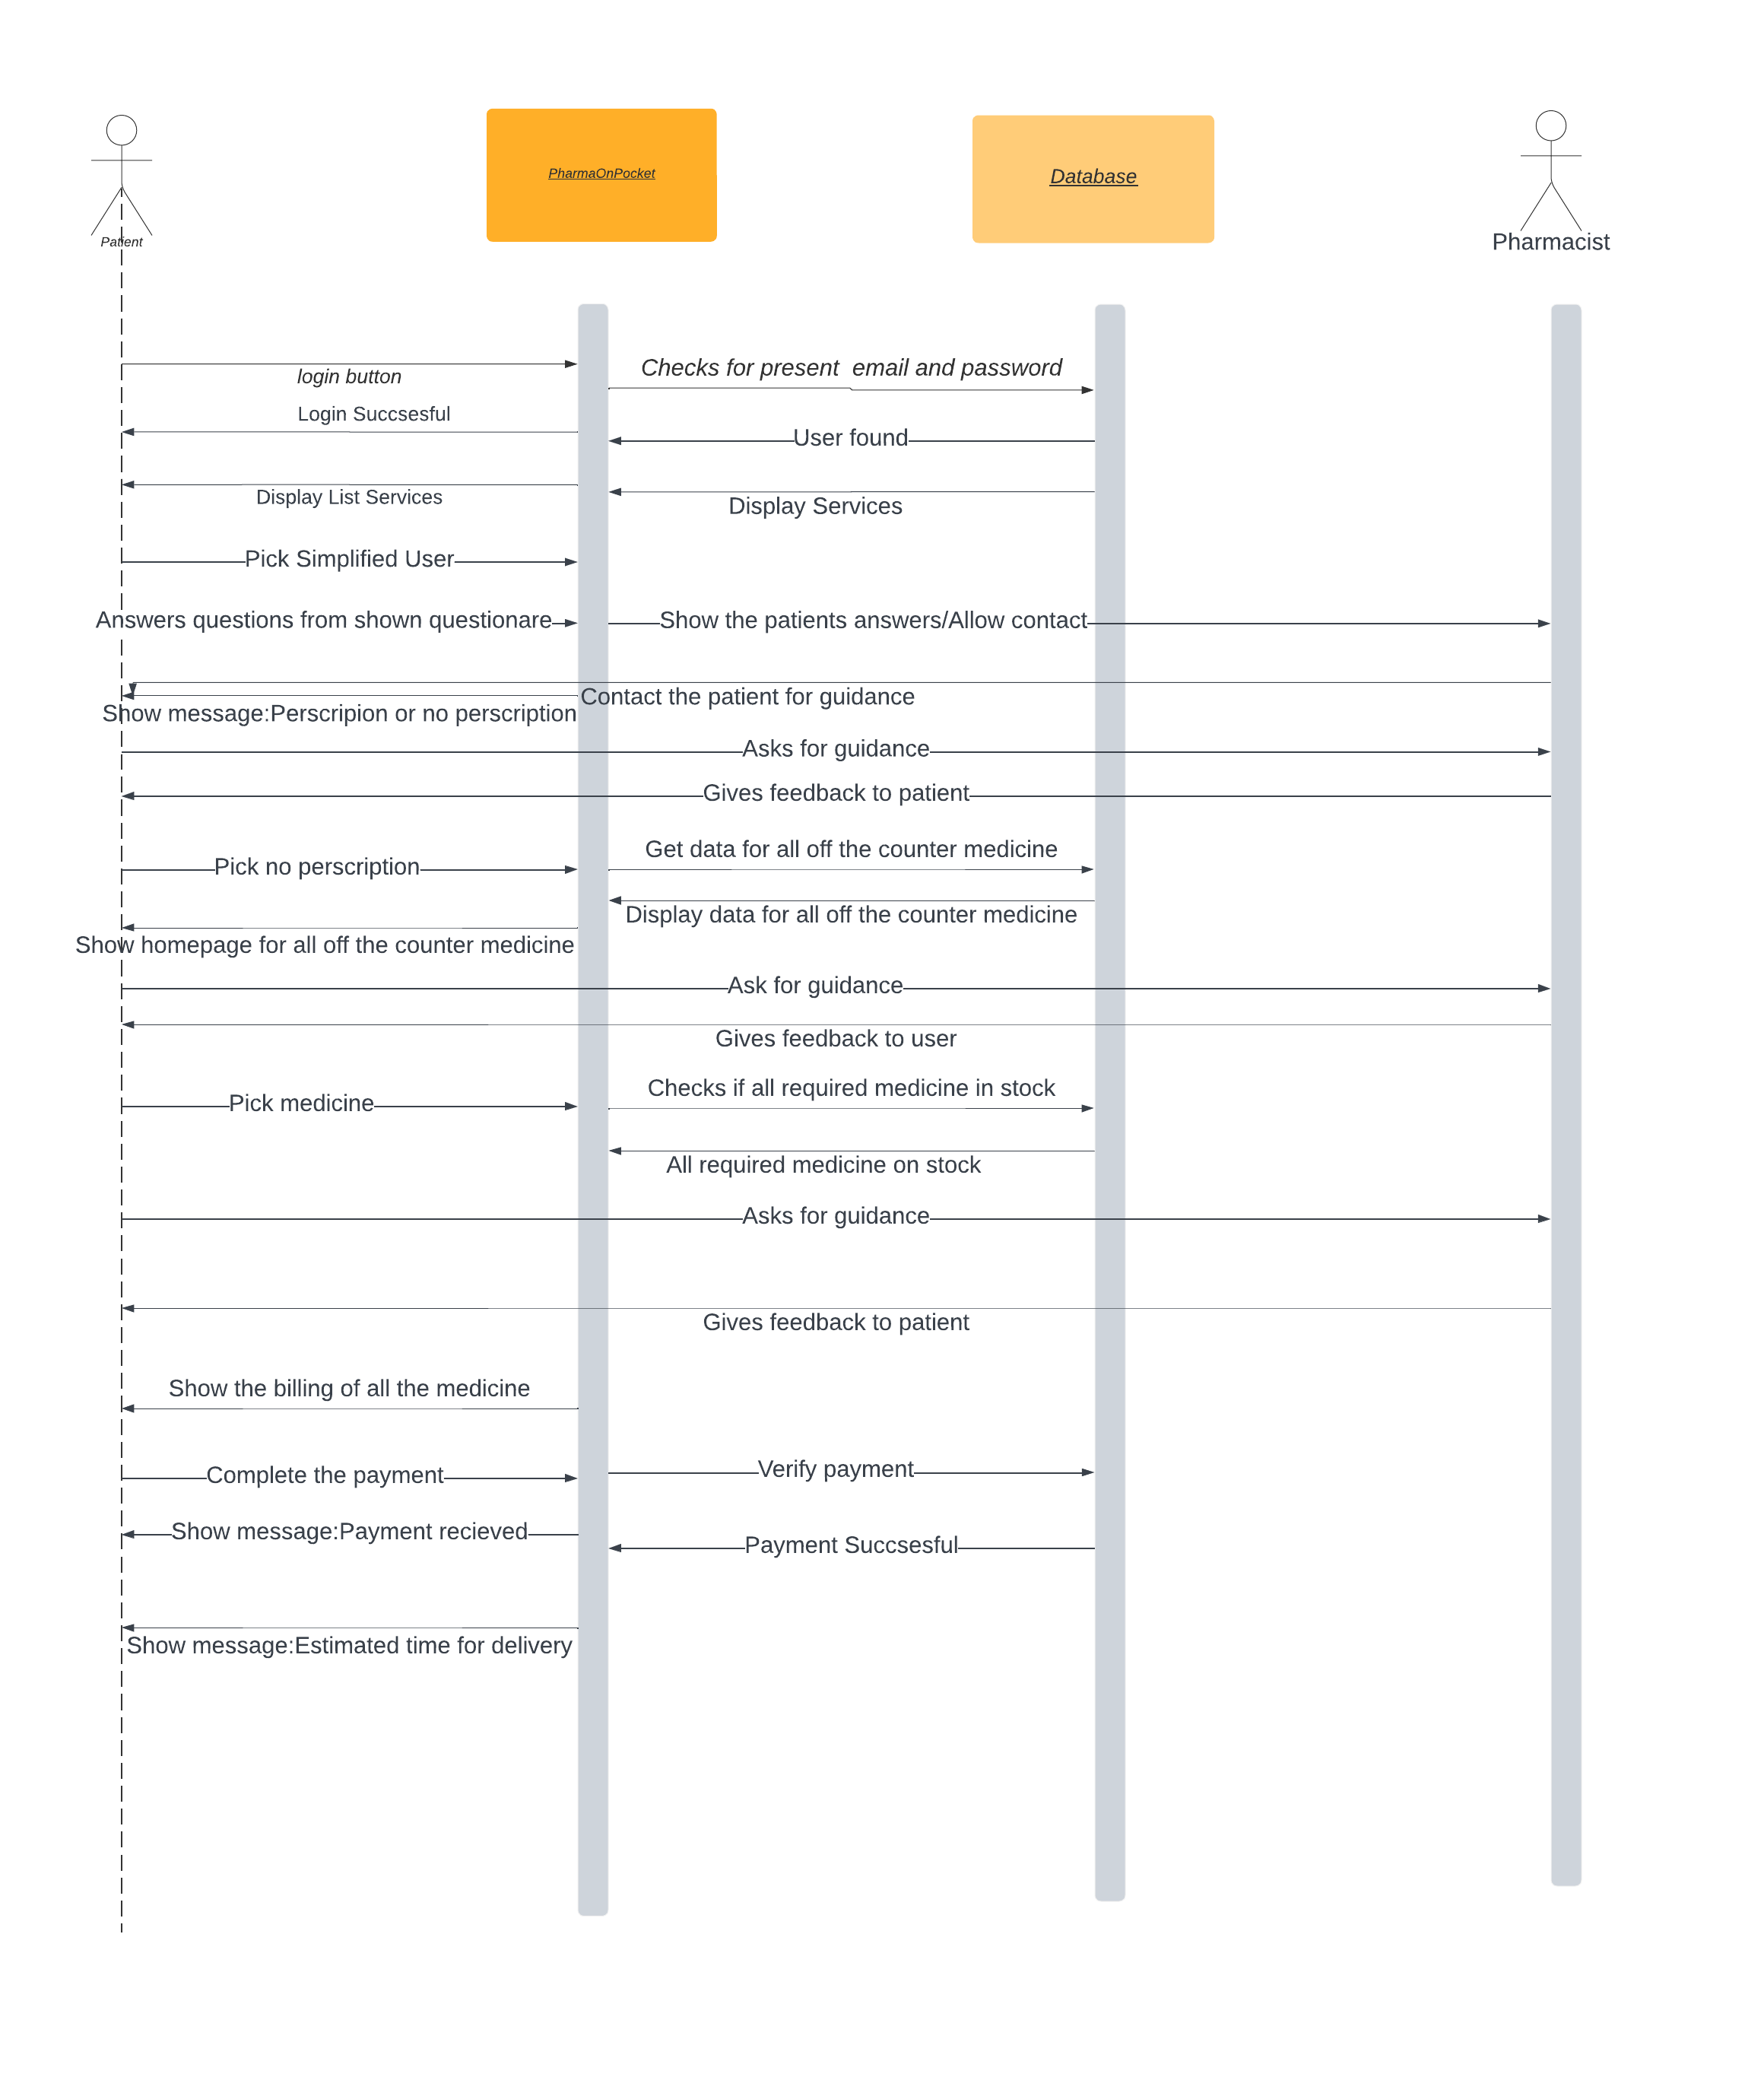 PharmaOnPocket
Database
Patient
Pharmacist
Checks for present  email and password
login button
Login Succsesful
User found
Display List Services
Display Services
Pick Simplified User
Answers questions from shown questionare
Show the patients answers/Allow contact
Contact the patient for guidance
Show message:Perscripion or no perscription
Asks for guidance
Gives feedback to patient
Get data for all off the counter medicine
Pick no perscription
Display data for all off the counter medicine
Show homepage for all off the counter medicine
Ask for guidance
Gives feedback to user
Checks if all required medicine in stock
Pick medicine
All required medicine on stock
Asks for guidance
Gives feedback to patient
Show the billing of all the medicine
Verify payment
Complete the payment
Show message:Payment recieved
Payment Succsesful
Show message:Estimated time for delivery